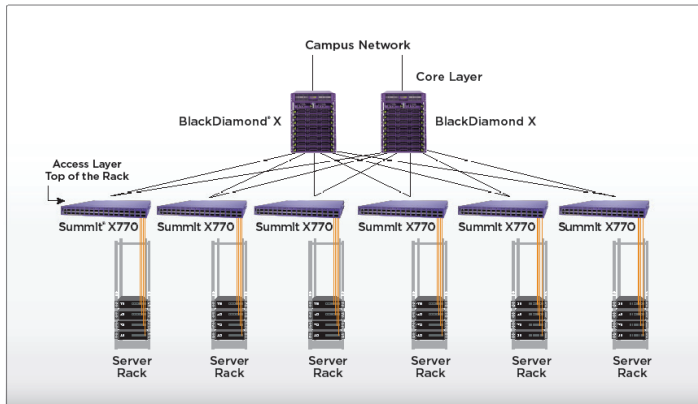 Campus Network
Core Layer
BlackDiamond® X
BlackDiamond X
Access Layer
Top of the Rack
Summit® X770
Summit X770
Summit X770
Summit X770
Summit X770
Summit X770
Server
Rack
Server
Rack
Server
Rack
Server
Rack
Server
Rack
Server
Rack